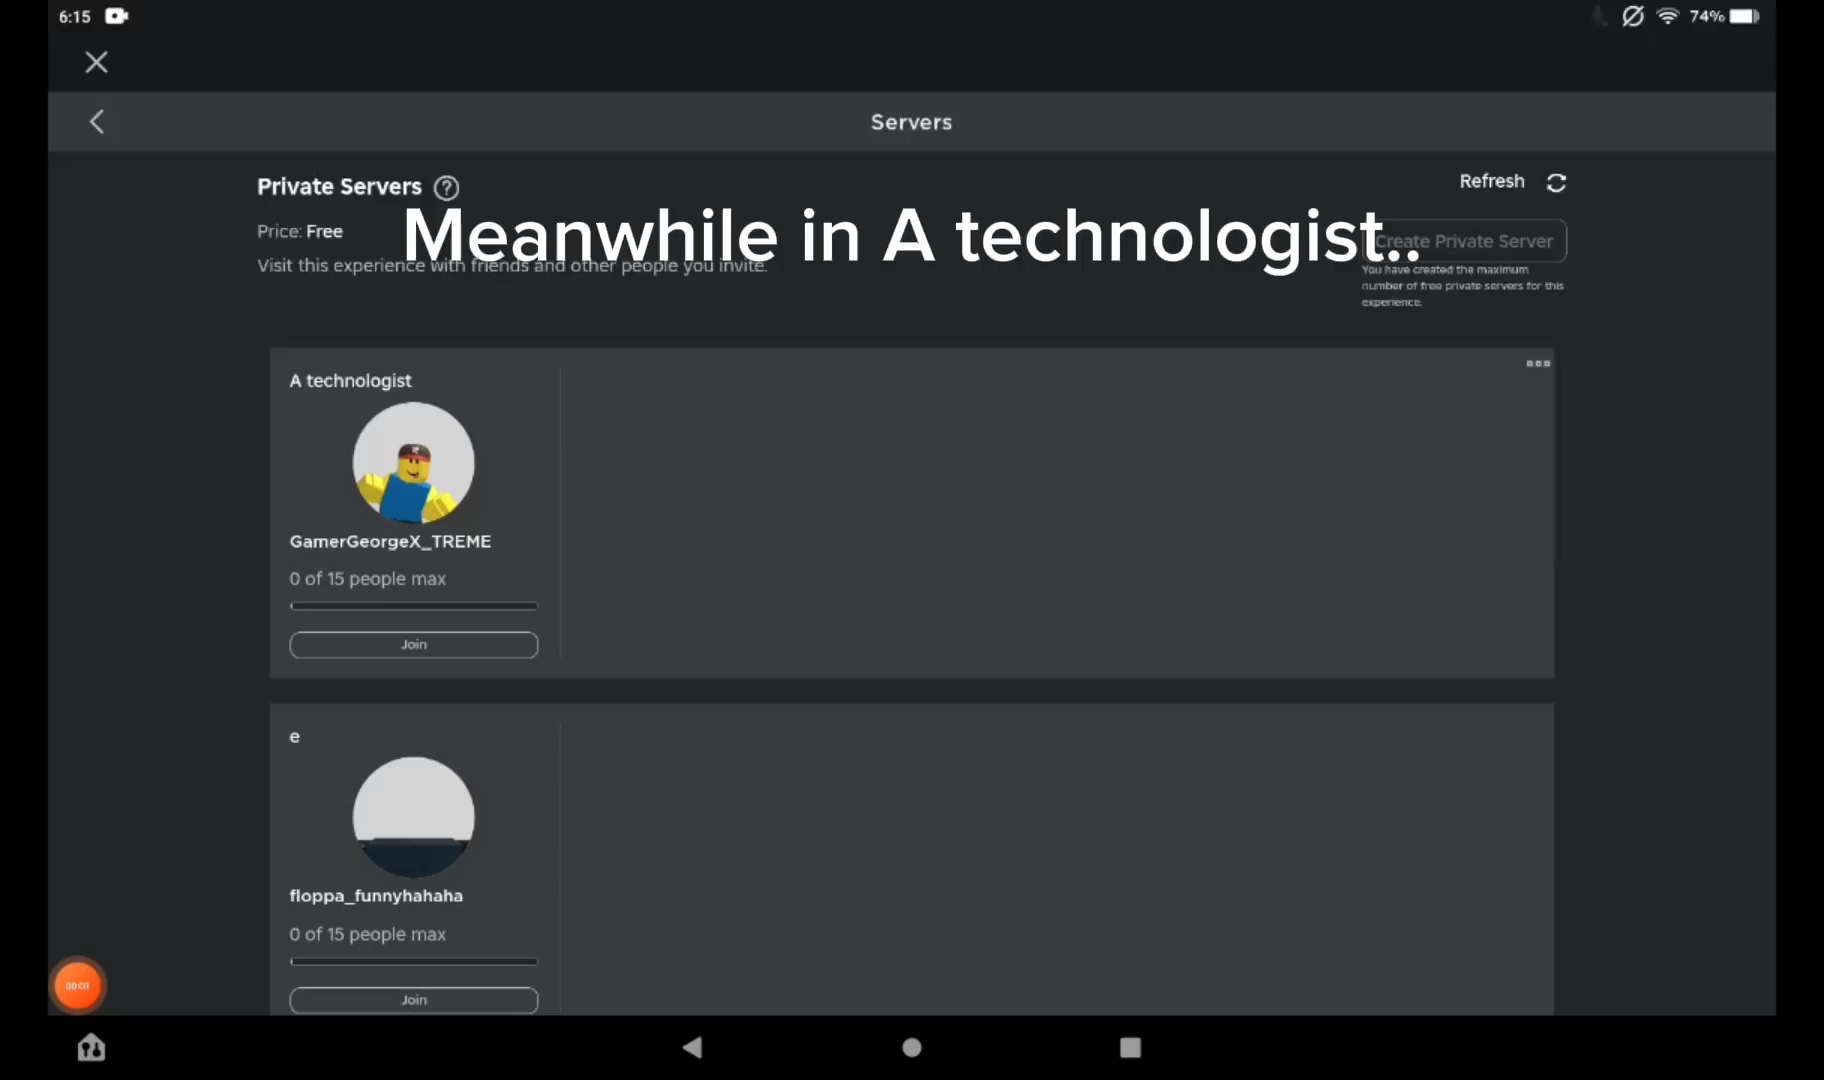 6:15
74%
Servers
Private Servers
Refresh
Price: Free
Meanwhile in A technologist..
Create Private Server
Visit this experience with friends and other people you invite.
You have created the maximum
number of free private servers for this
experience.
A technologist
GamerGeorgeX_TREME
0 of 15 people max
Join
e
floppa_funnyhahaha
0 of 15 people max
Join
00:00